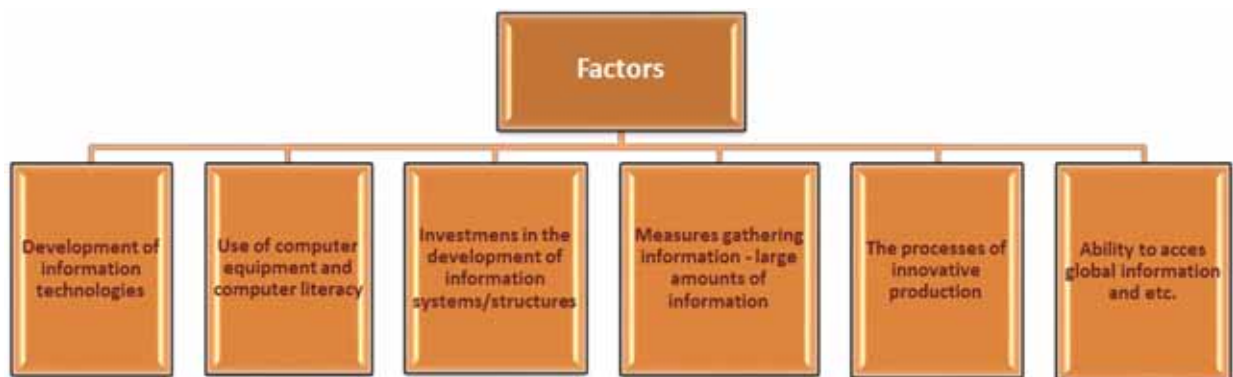 Factors
Development of
information
technologies
Use of computer
equipment and
computer literacy
Investmens in the
development of
information
systems/structures
Measures gathering
information - large
amounts of
information
The processes of
innovative
production
Ability to acces
global information
and etc.